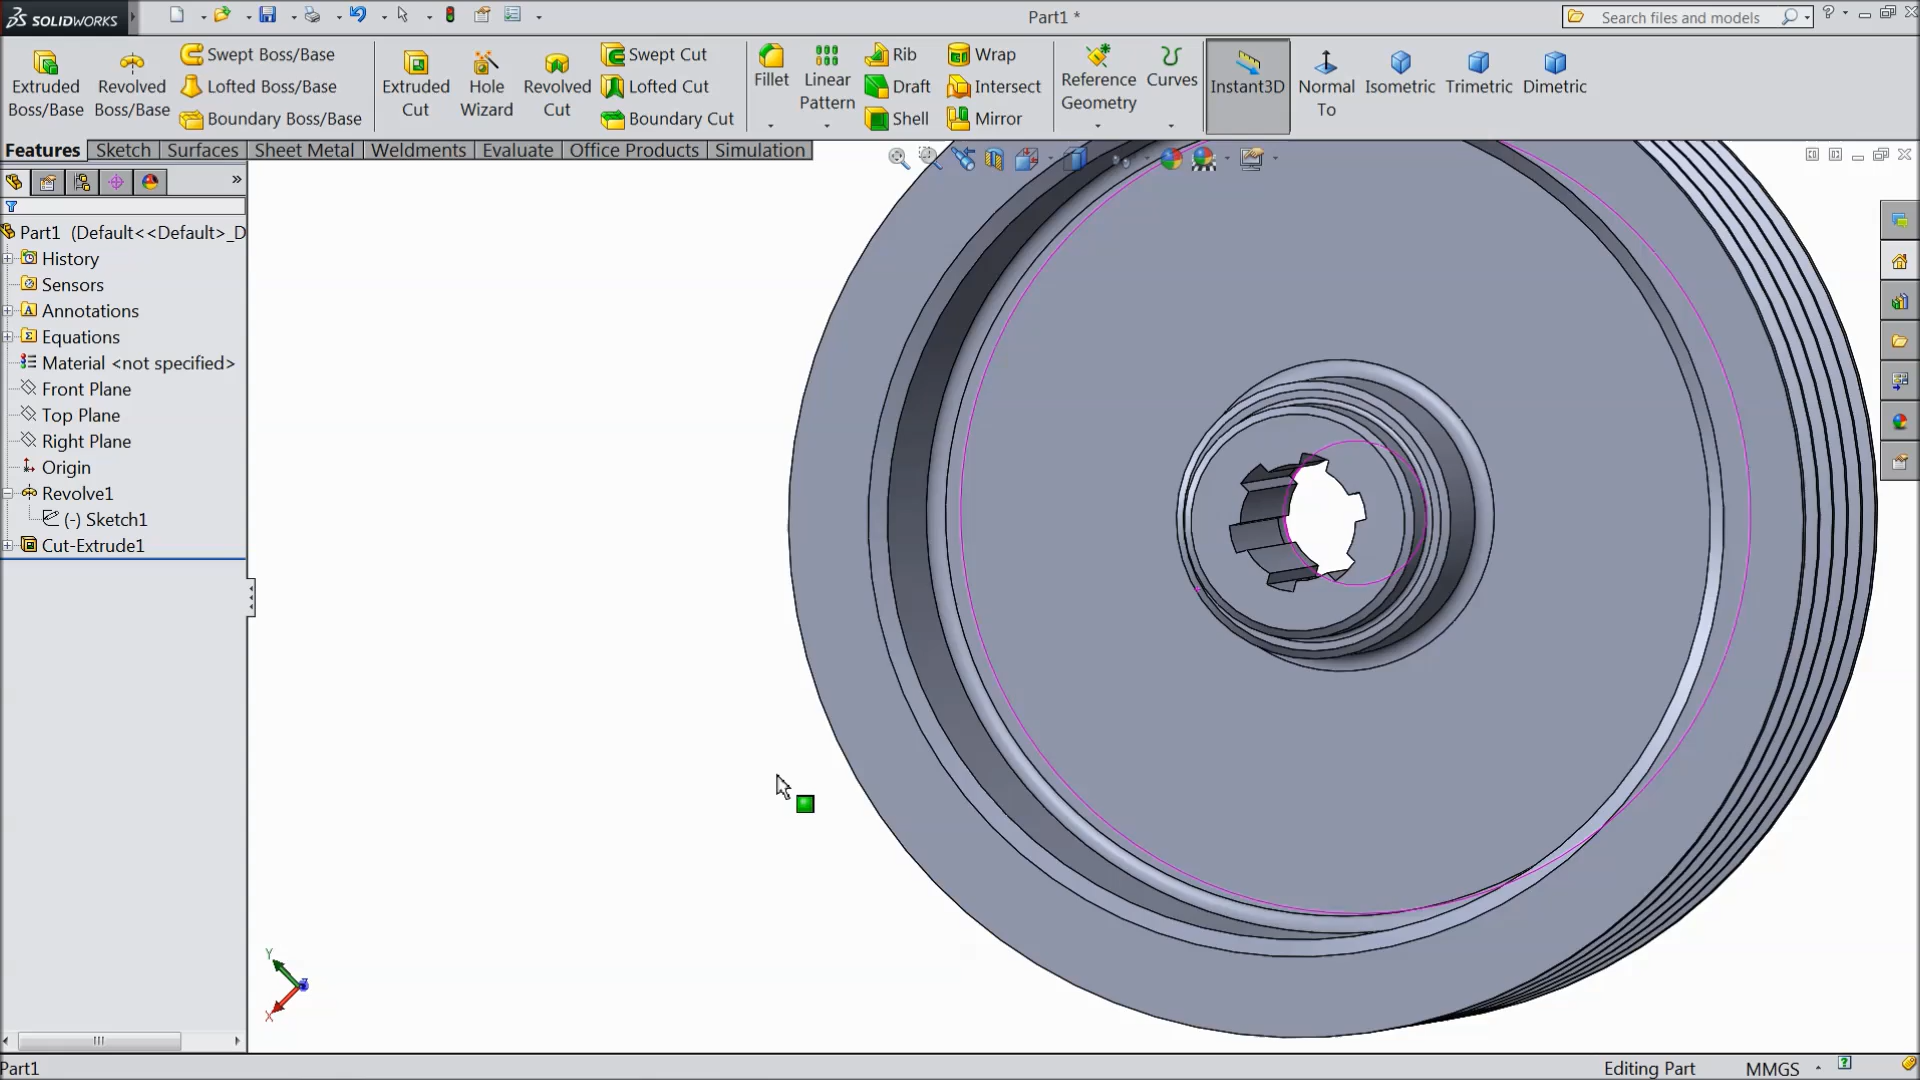 SOLIDWORKS
Part1 *
Search files and models
?
Extruded Boss/Base
Revolved Boss/Base
Swept Boss/Base
Lofted Boss/Base
Boundary Boss/Base
Extruded Cut
Hole Wizard
Revolved Cut
Swept Cut
Lofted Cut
Boundary Cut
Fillet
Linear Pattern
Rib
Draft
Shell
Wrap
Intersect
Mirror
Reference Geometry
Curves
Instant3D
Normal To
Isometric
Trimetric
Dimetric
Features
Sketch
Surfaces
Sheet Metal
Weldments
Evaluate
Office Products
Simulation
»
Part1 (Default<<Default>_D
History
Sensors
Annotations
Equations
Material <not specified>
Front Plane
Top Plane
Right Plane
Origin
Revolve1
(-) Sketch1
Cut-Extrude1
Y
Z
X
Part1
Editing Part
MMGS
?